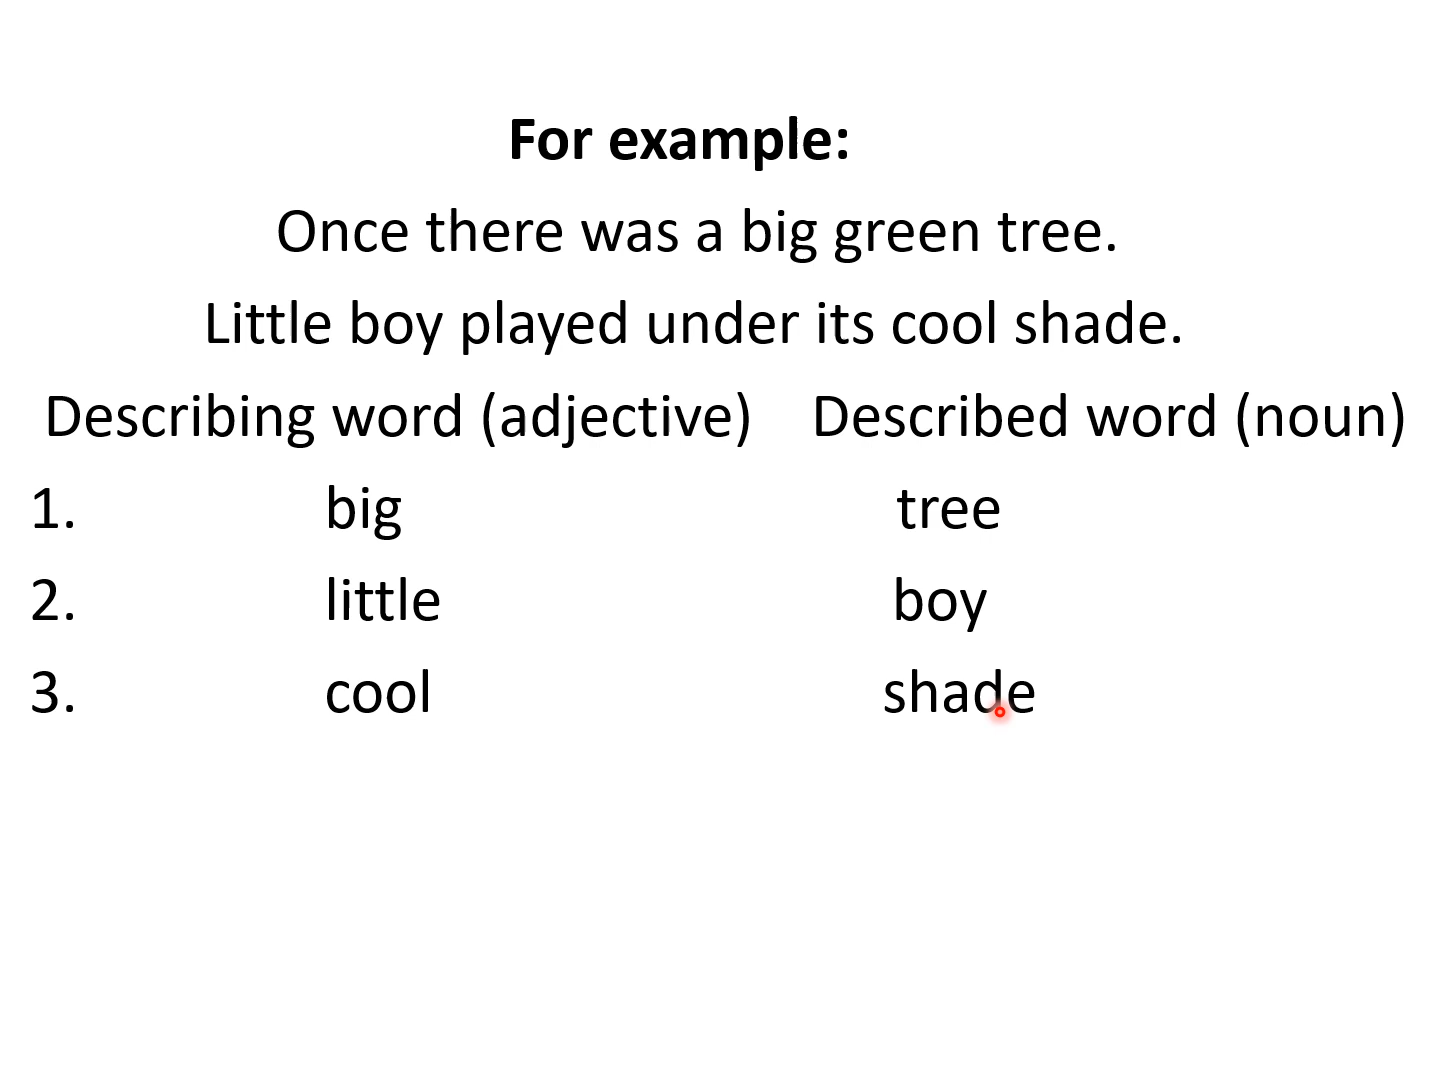 For example:
Once there was a big green tree.
Little boy played under its cool shade.
Describing word (adjective) Described word (noun)
1. big tree
2. little boy
3. cool shade